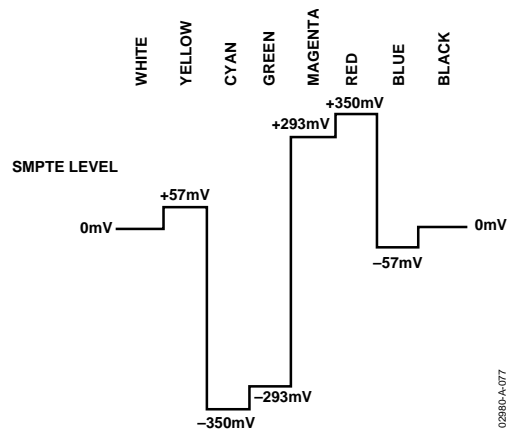 WHITE
YELLOW
CYAN
GREEN
MAGENTA
RED
BLUE
BLACK
+350mV
+293mV
SMPTE LEVEL
+57mV
0mV
0mV
−57mV
−293mV
−350mV
02980-A-077